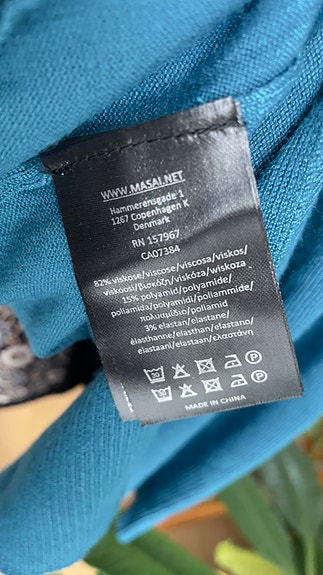 WWW.MASAI.NET
Hammerensgade 1
1267 Copenhagen K
Denmark
RN 157967
CA07384
82% viskose/viscose/viscosa/viskos/
viskoosi/βισκόζη/viskóza/wiskoza
15% polyamid/polyamide/
poliamida/polyamidi/poliammide/
πολυαμίδιο/poliamid
3% elastan/elastane/
élasthanne/elasthan/elastano/
elastaani/elastaan/ελαστάνη
30
30
MADE IN CHINA